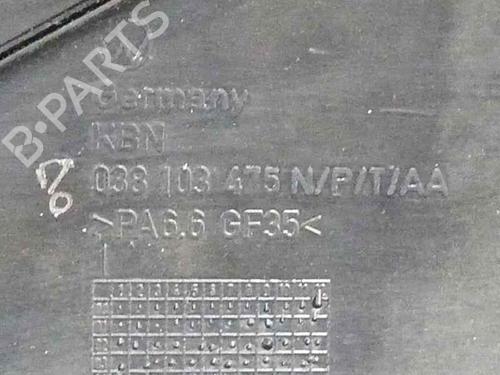 B-PARTS
Germany
KBN
038 103 475 N/P/T/AA
>PA6.6 GF35<